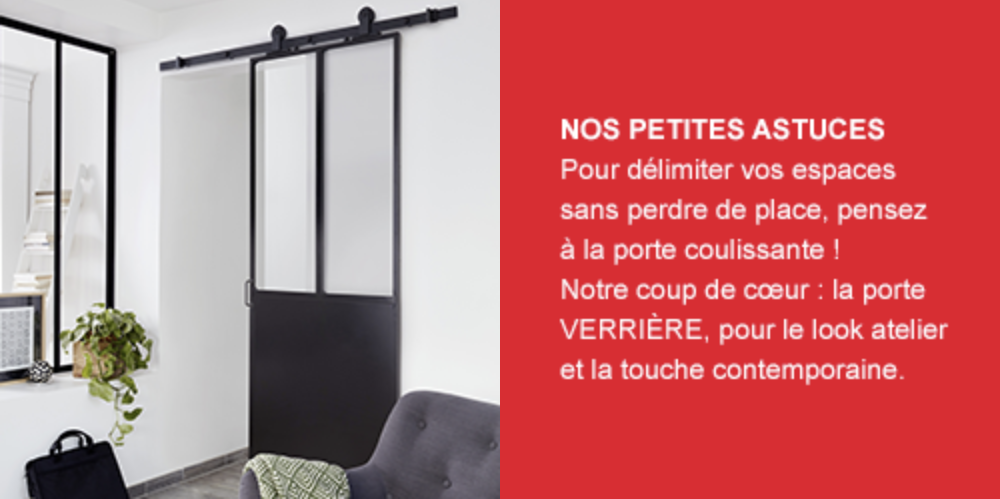 NOS PETITES ASTUCES
Pour délimiter vos espaces
sans perdre de place, pensez
à la porte coulissante !
Notre coup de cœur : la porte
VERRIÈRE, pour le look atelier
et la touche contemporaine.